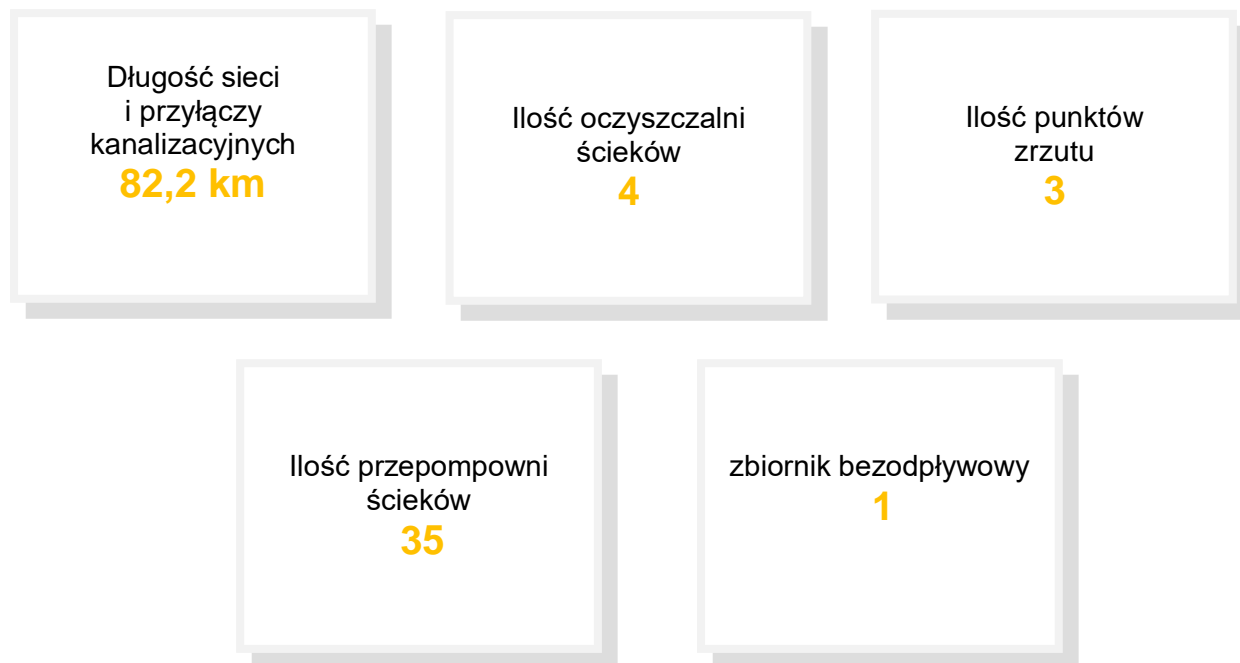 Długość sieci
i przyłączy
kanalizacyjnych
82,2 km
Ilość oczyszczalni
ścieków
4
Ilość punktów
zrzutu
3
Ilość przepompowni
ścieków
35
zbiornik bezodpływowy
1